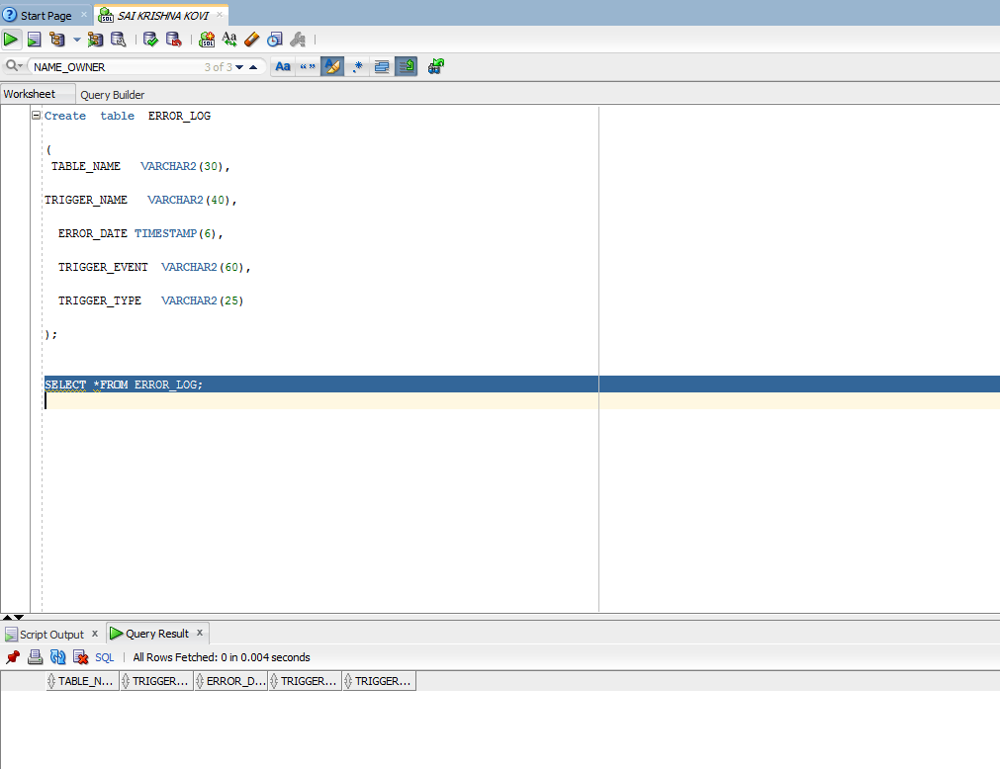 Start Page
SAI KRISHNA KOVI
NAME_OWNER 3 of 3 Aa “ ” .*
Worksheet Query Builder
Create table ERROR_LOG
(
TABLE_NAME VARCHAR2(30),
TRIGGER_NAME VARCHAR2(40),
ERROR_DATE TIMESTAMP(6),
TRIGGER_EVENT VARCHAR2(60),
TRIGGER_TYPE VARCHAR2(25)
);
SELECT *FROM ERROR_LOG;
Script Output x Query Result x
SQL | All Rows Fetched: 0 in 0.004 seconds
TABLE_N... TRIGGER... ERROR_D... TRIGGER... TRIGGER...